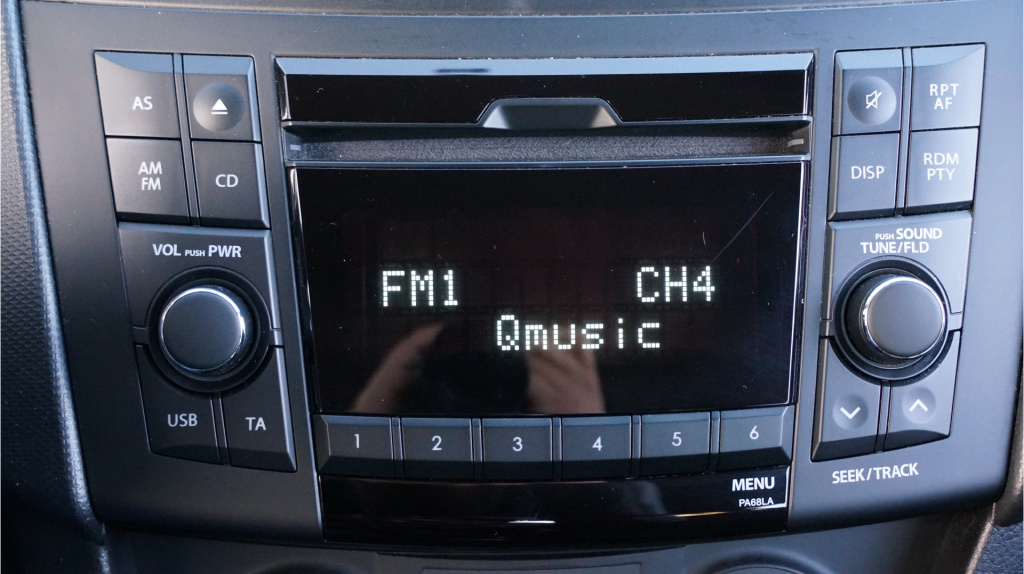 AS
AM
FM
CD
VOL PUSH PWR
USB
TA
FM1 CH4
Qmusic
1 2 3 4 5 6
MENU
PA68LA
RPT
AF
DISP
RDM
PTY
PUSH SOUND
TUNE/FLD
SEEK/TRACK